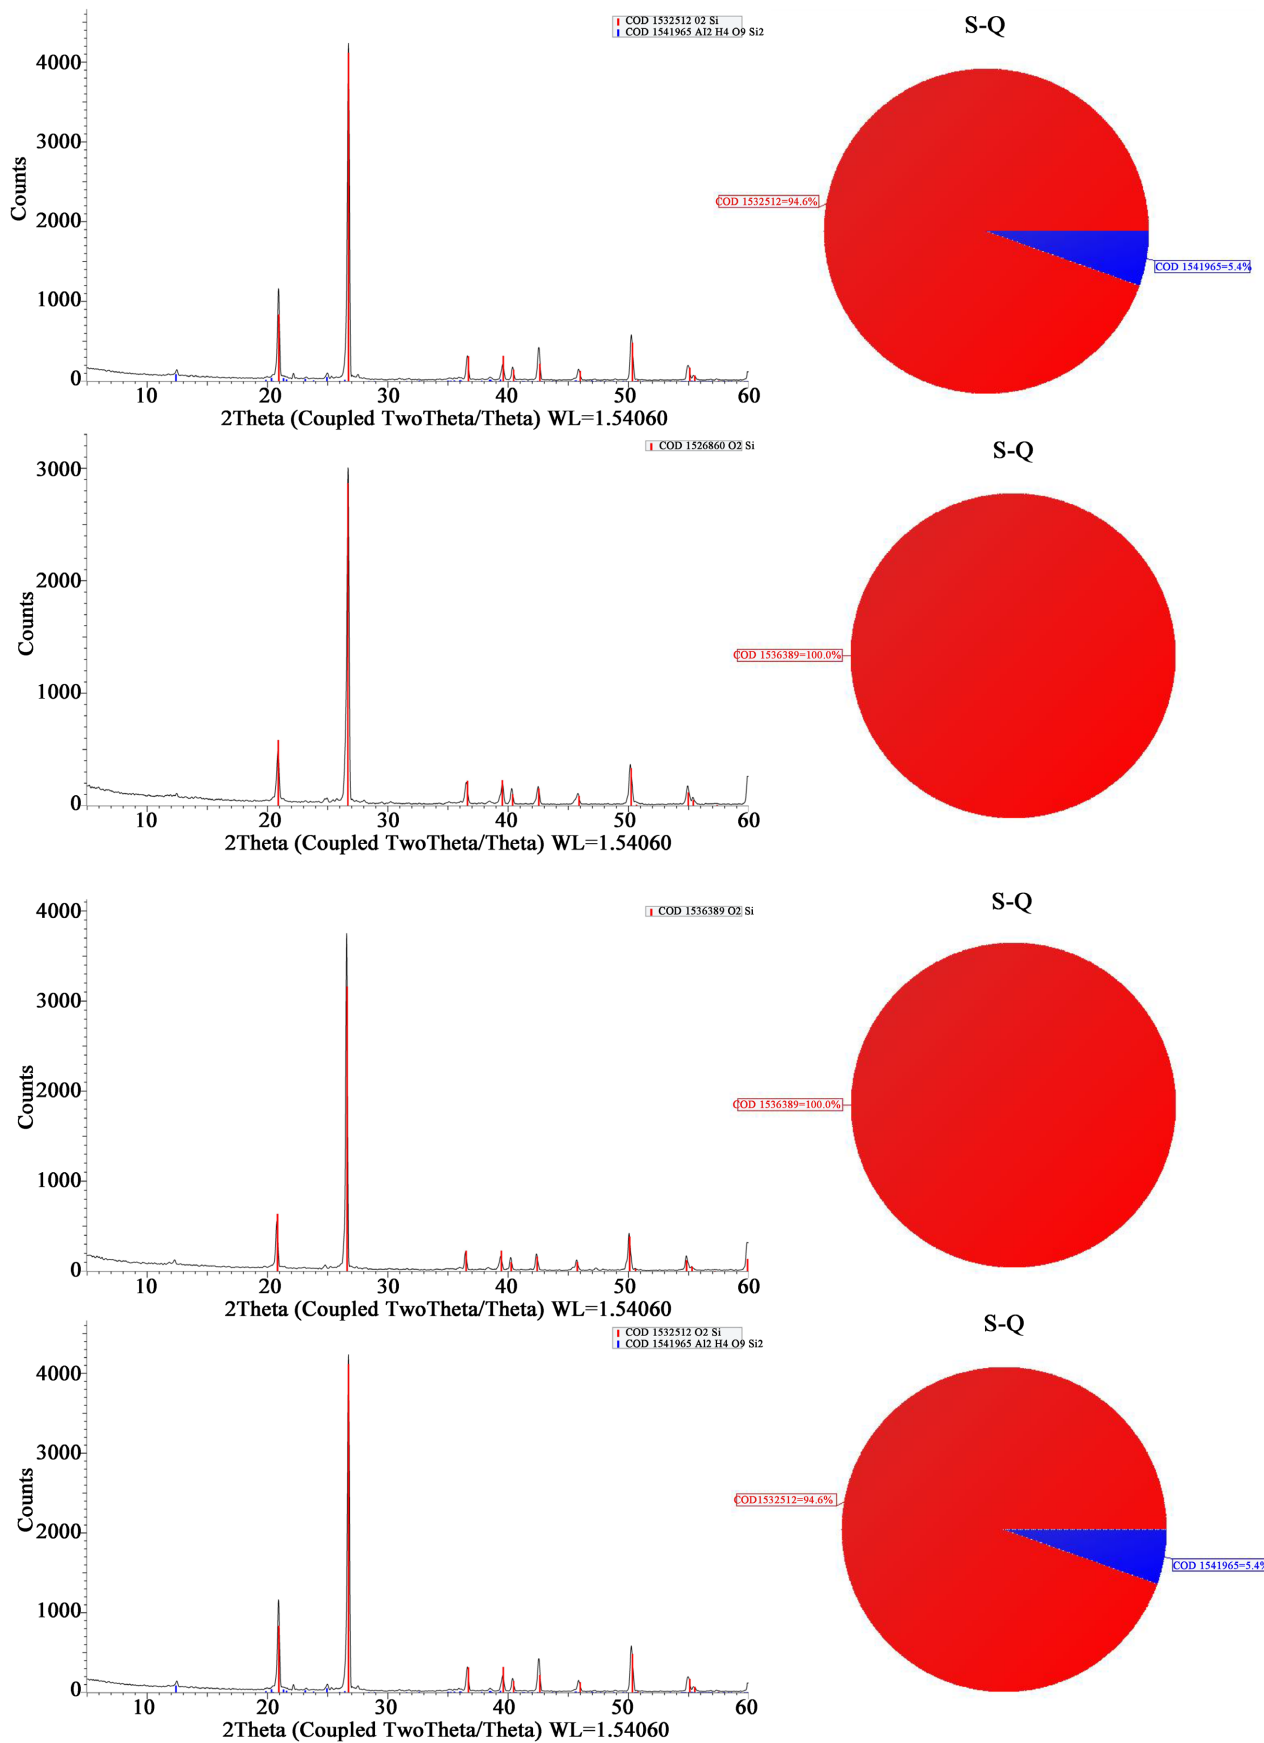 COD 1532512 02 Si
COD 1541965 Al2 H4 O9 Si2
S-Q
4000
3000
2000
1000
0
Counts
10 20 30 40 50 60
2Theta (Coupled TwoTheta/Theta) WL=1.54060
COD 1532512=94.6%
COD 1541965=5.4%
COD 1526860 O2 Si
S-Q
3000
2000
1000
0
Counts
10 20 30 40 50 60
2Theta (Coupled TwoTheta/Theta) WL=1.54060
COD 1536389=100.0%
COD 1536389 O2 Si
S-Q
4000
3000
2000
1000
0
Counts
10 20 30 40 50 60
2Theta (Coupled TwoTheta/Theta) WL=1.54060
COD 1536389=100.0%
COD 1532512 O2 Si
COD 1541965 Al2 H4 O9 Si2
S-Q
4000
3000
2000
1000
0
Counts
10 20 30 40 50 60
2Theta (Coupled TwoTheta/Theta) WL=1.54060
COD1532512=94.6%
COD 1541965=5.4%